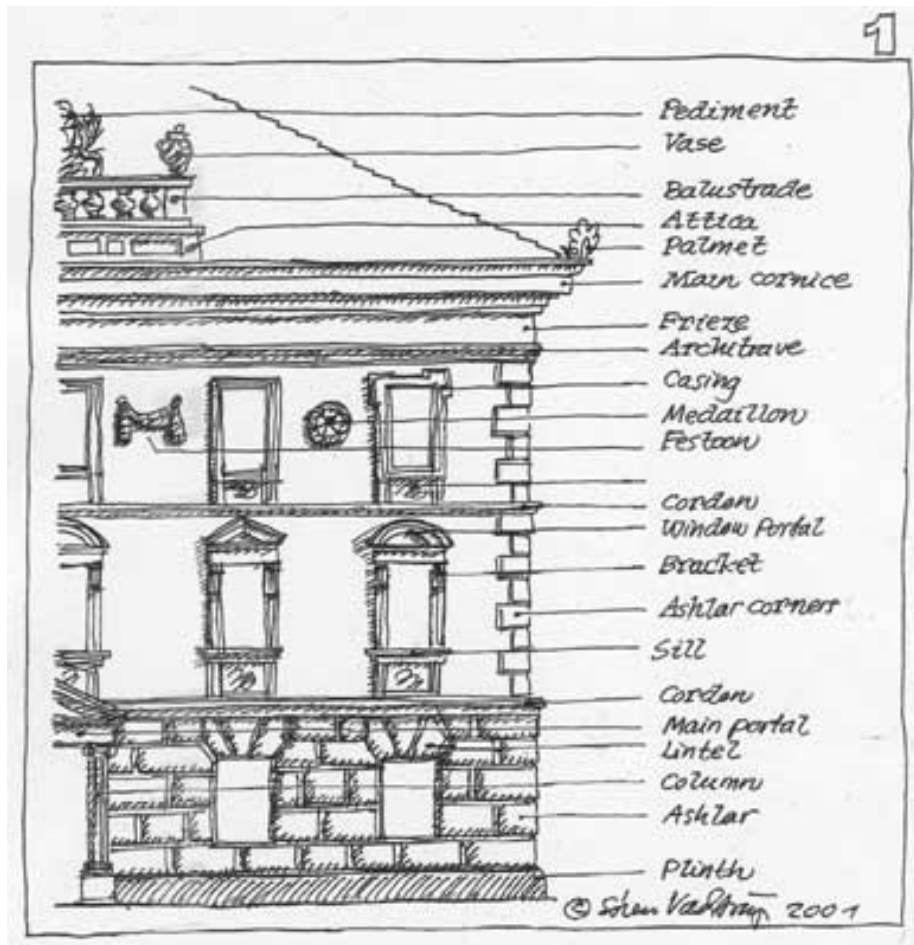 1
Pediment
Vase
Balustrade
Attica
Palmet
Main cornice
Frieze
Architrave
Casing
Medaillon
Festoon
Cordon
Window Portal
Bracket
Ashlar corners
Sill
Cordon
Main portal
Lintel
Column
Ashlar
Plinth
© Søren 2001